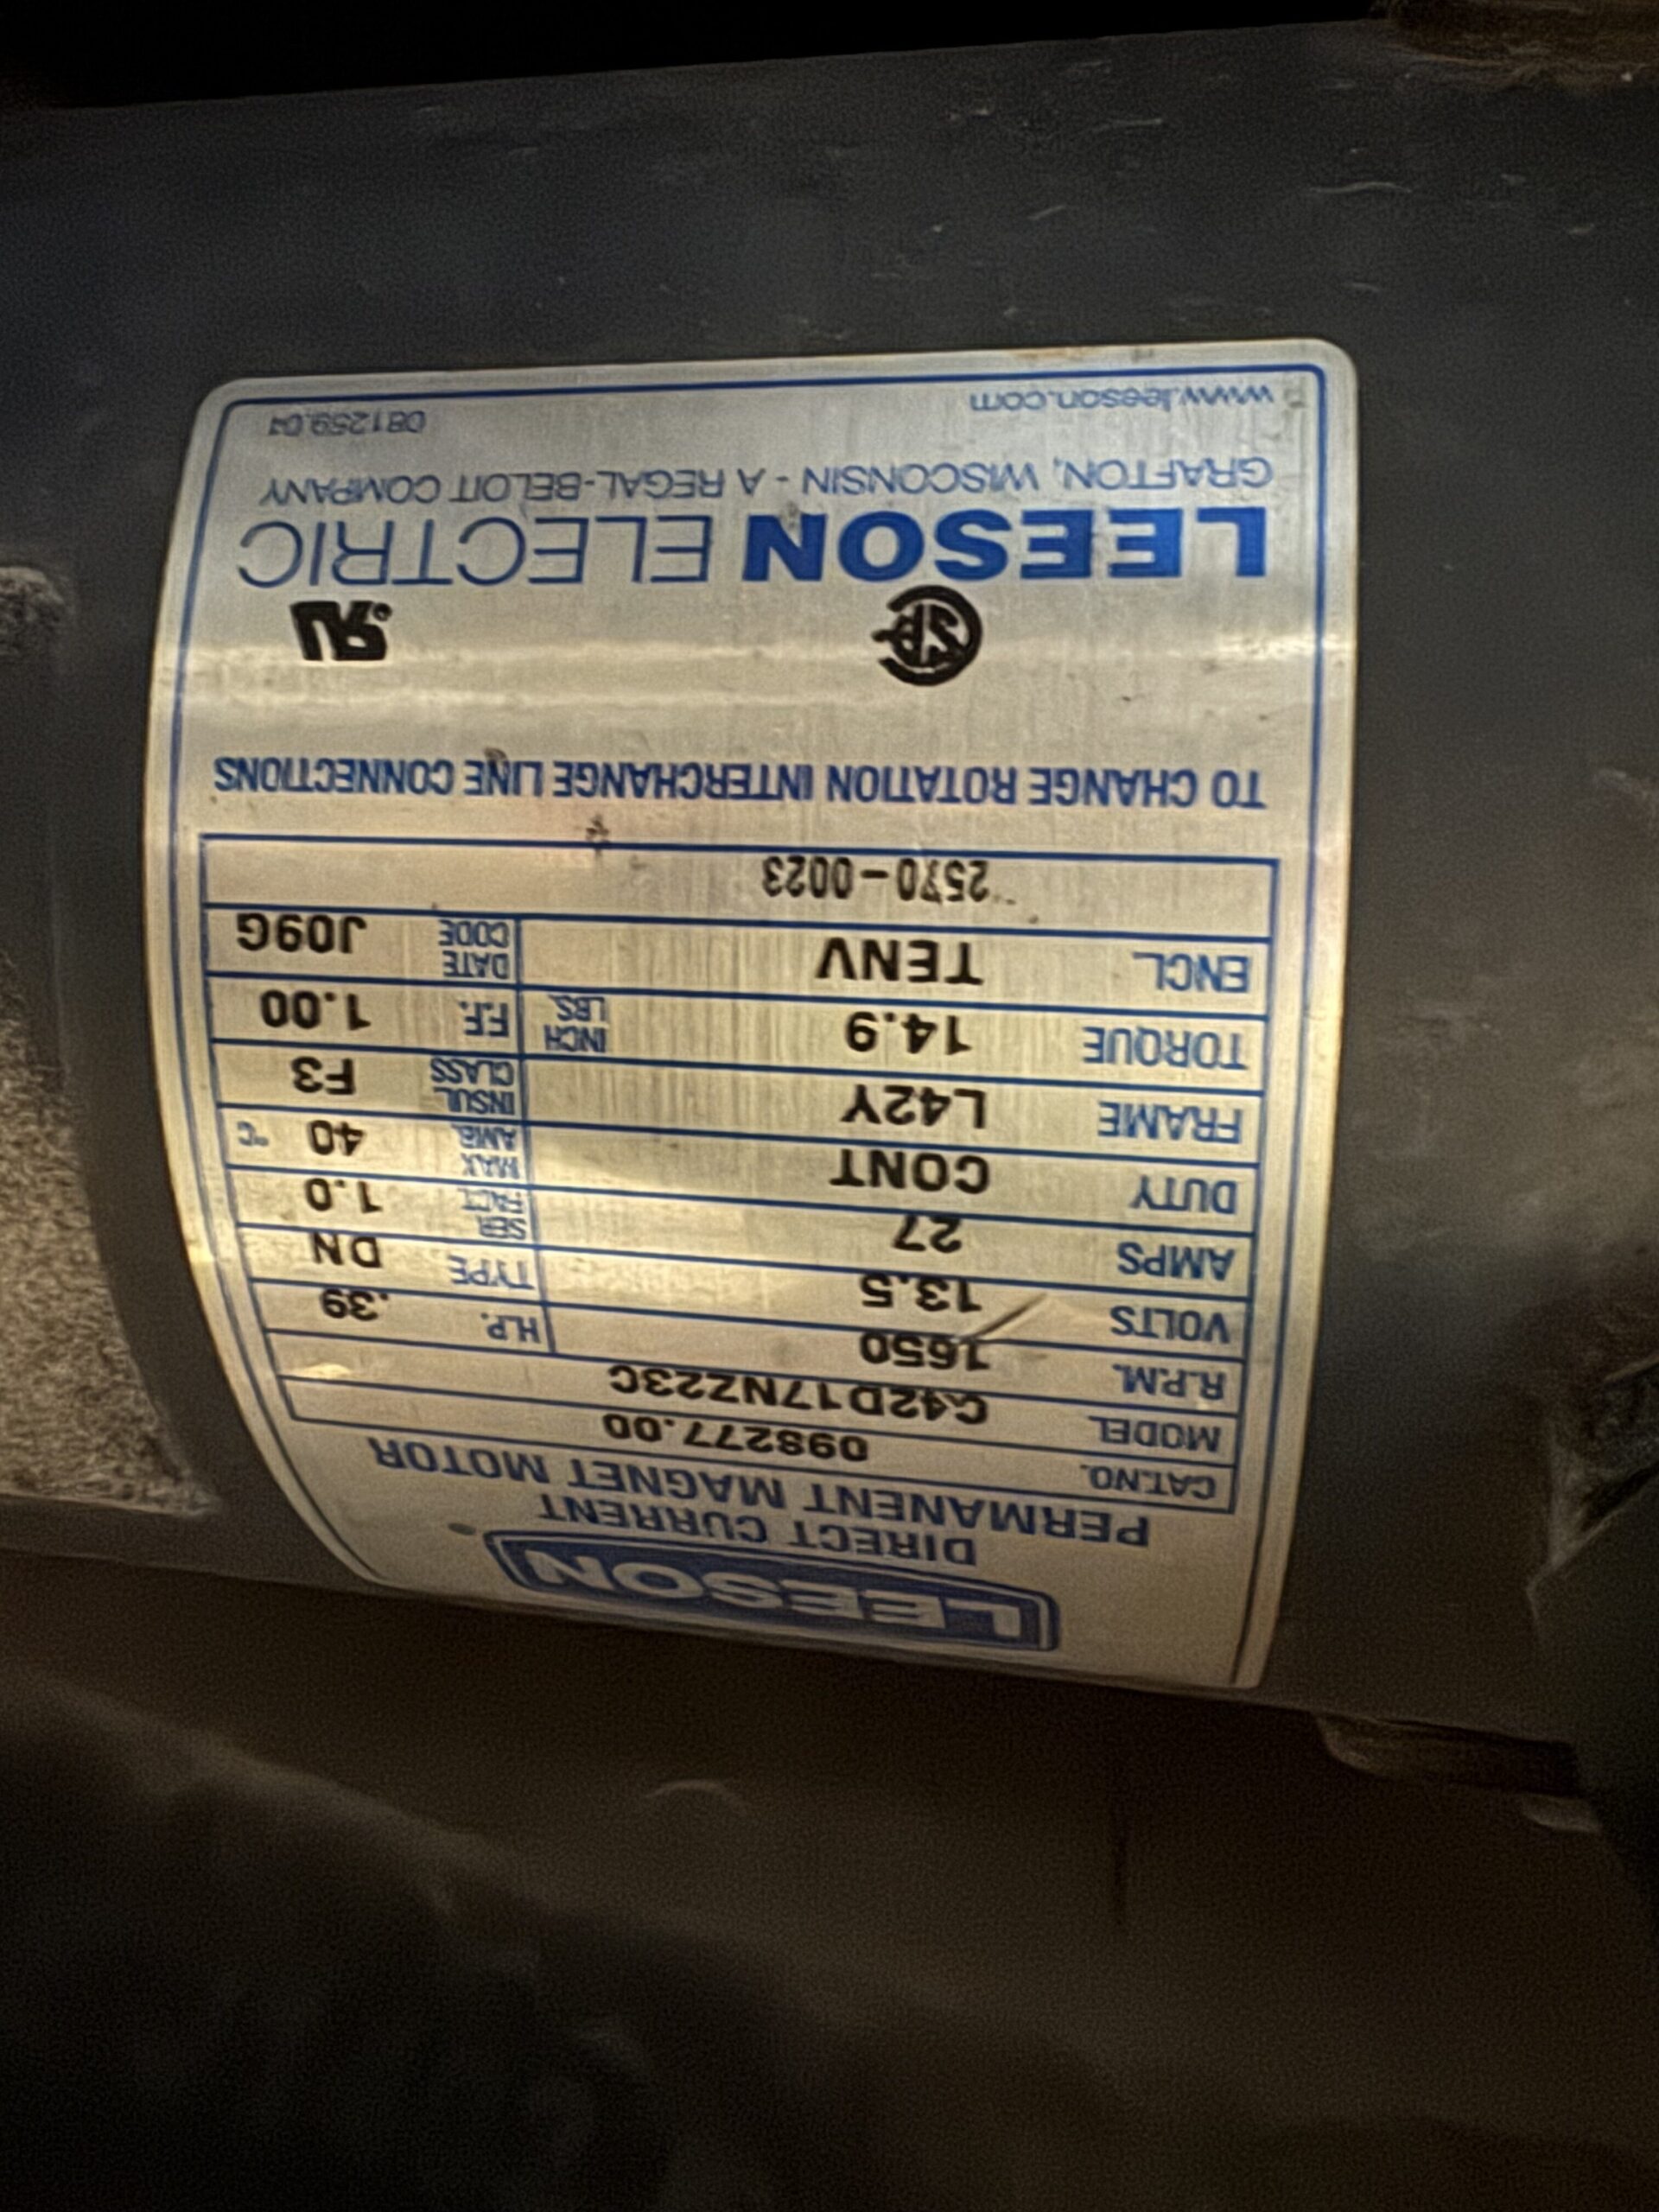 LEESON
DIRECT CURRENT
PERMANENT MAGNET MOTOR
CAT.NO. 098277.00
MODEL C42D17NZ23C
R.P.M. 1650 H.P. .39
VOLTS 13.5 TYPE DN
AMPS 27 SER. FACT. 1.0
DUTY CONT MAX AMB. 40 °C
FRAME L42Y INSUL CLASS F3
TORQUE 14.9 INCH LBS. F.F. 1.00
ENCL. TENV DATE CODE J09G
2570-0023
TO CHANGE ROTATION INTERCHANGE LINE CONNECTIONS
LEESON ELECTRIC
GRAFTON, WISCONSIN - A REGAL-BELOIT COMPANY
www.leeson.com 081259.04